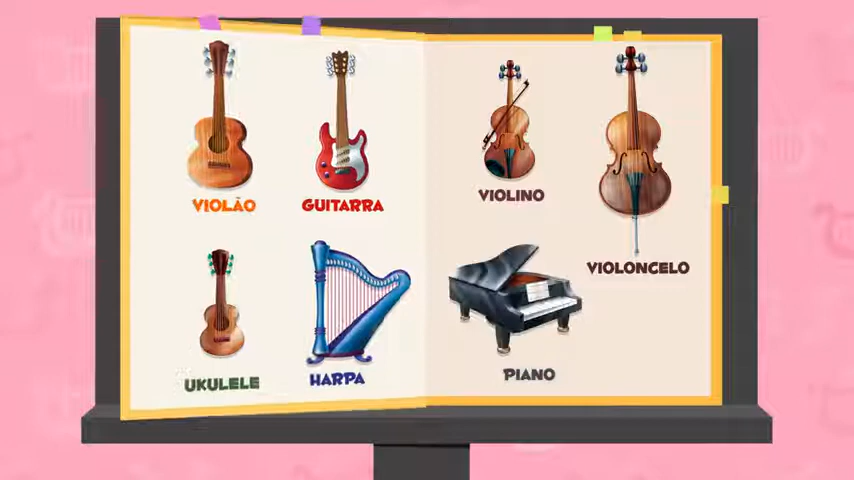 VIOLÃO
GUITARRA
UKULELE
HARPA
VIOLINO
VIOLONCELO
PIANO